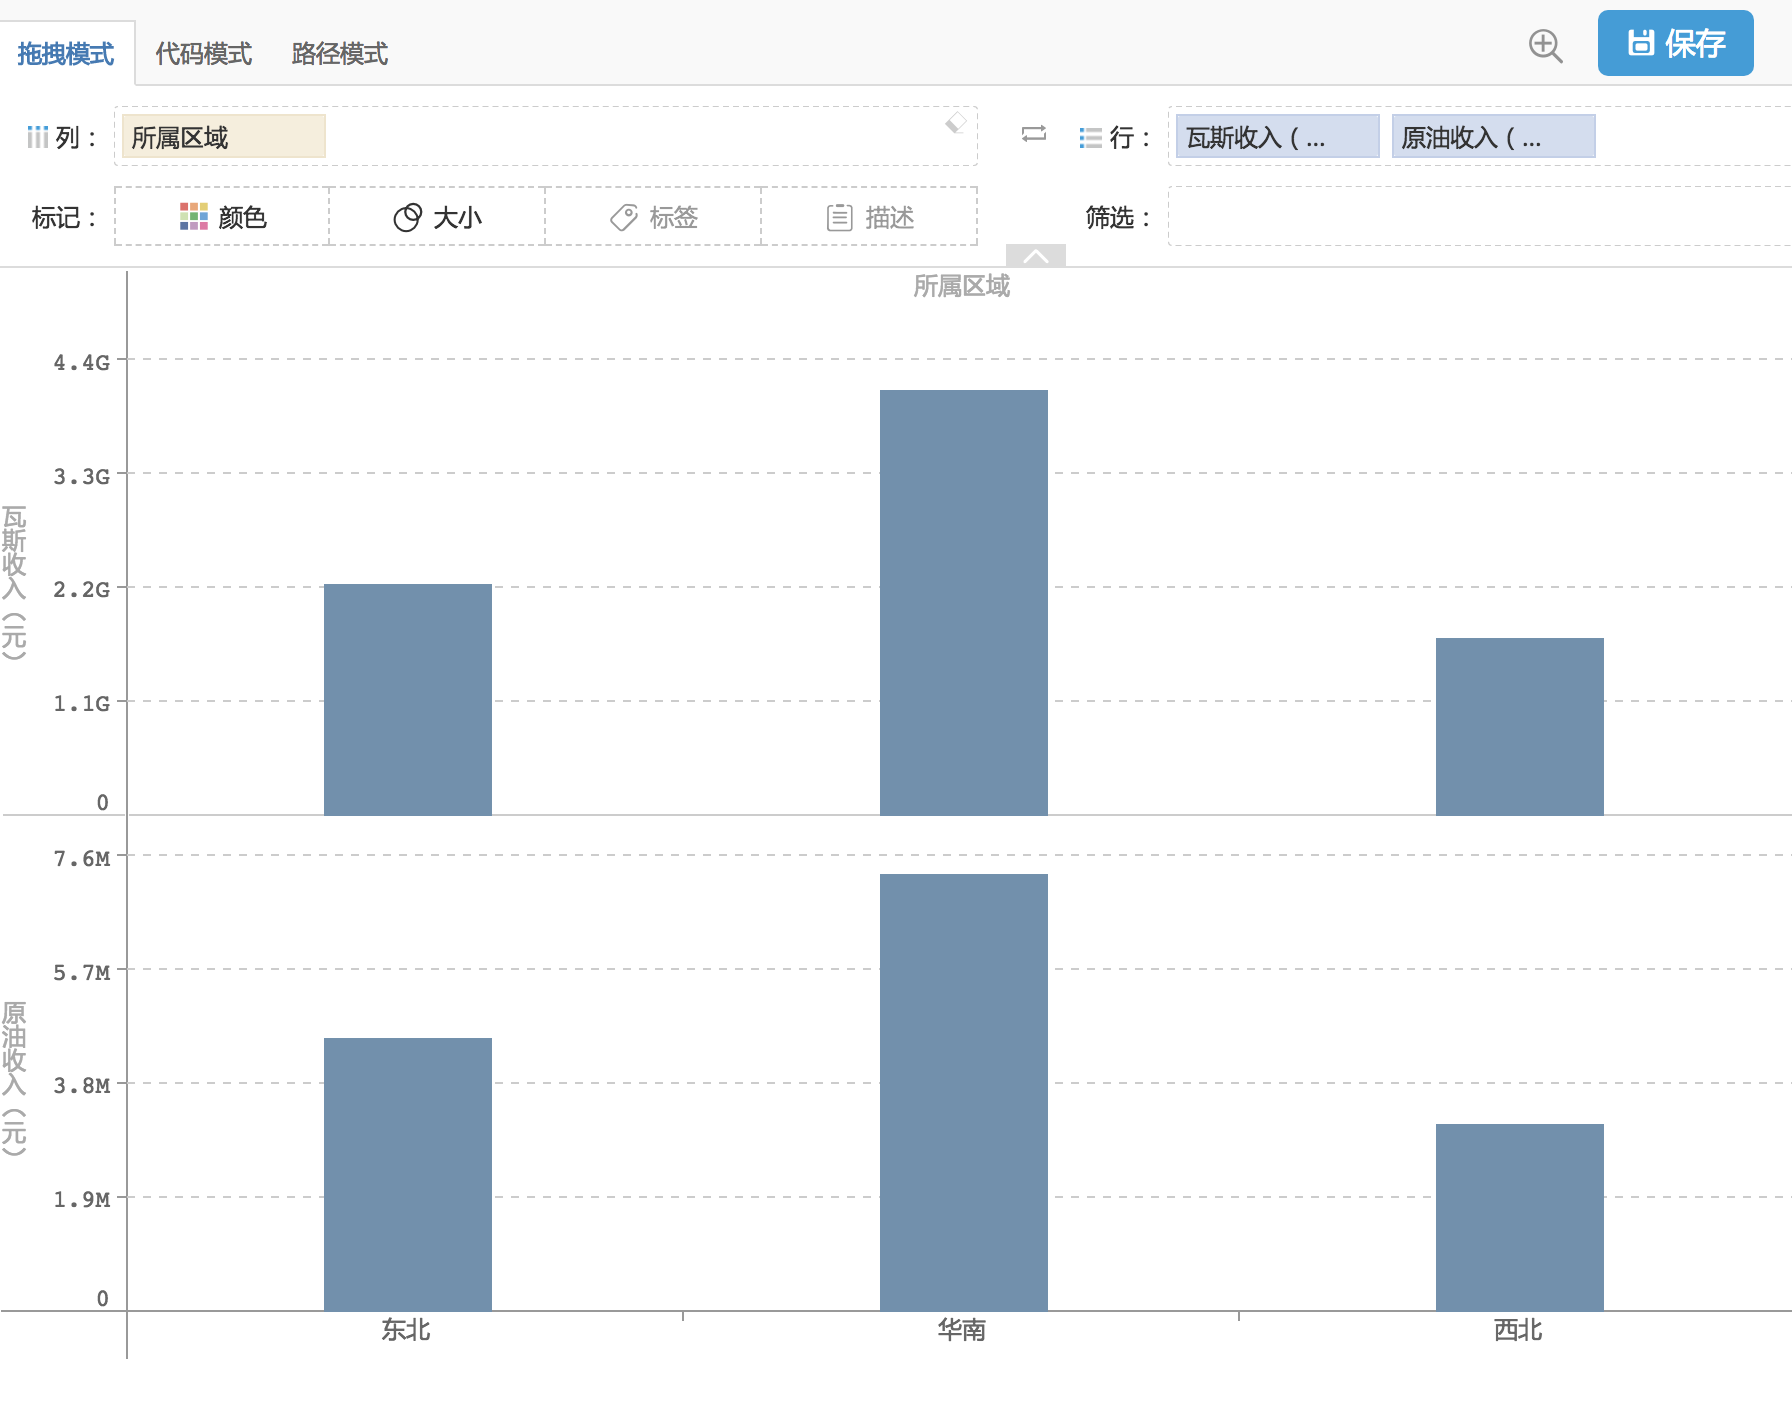 拖拽模式 代码模式 路径模式 保存
列： 所属区域 行： 瓦斯收入（... 原油收入（...
标记： 颜色 大小 标签 描述 筛选：
所属区域
瓦斯收入（元）
4.4G
3.3G
2.2G
1.1G
0
原油收入（元）
7.6M
5.7M
3.8M
1.9M
0
东北 华南 西北